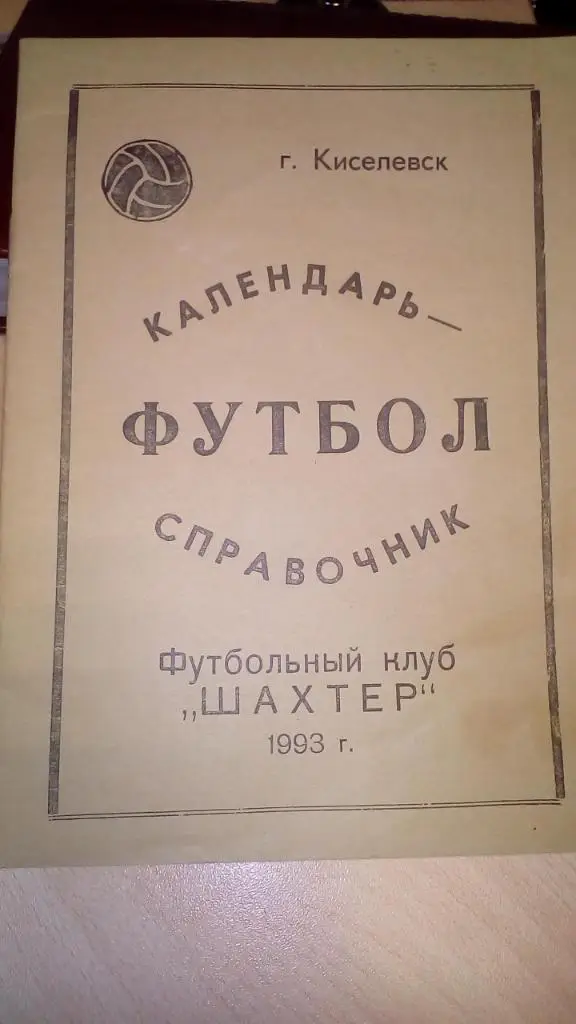 г. Киселевск
КАЛЕНДАРЬ—
ФУТБОЛ
СПРАВОЧНИК
Футбольный клуб
„ШАХТЕР“
1993 г.